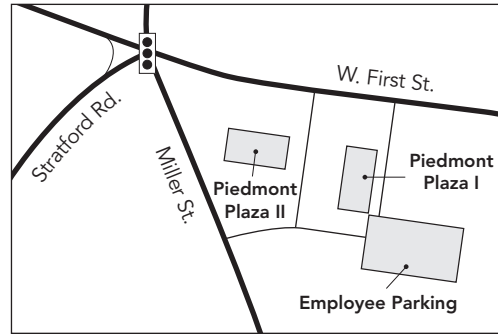 W. First St.
Stratford Rd.
Miller St.
Piedmont
Plaza II
Piedmont
Plaza I
Employee Parking